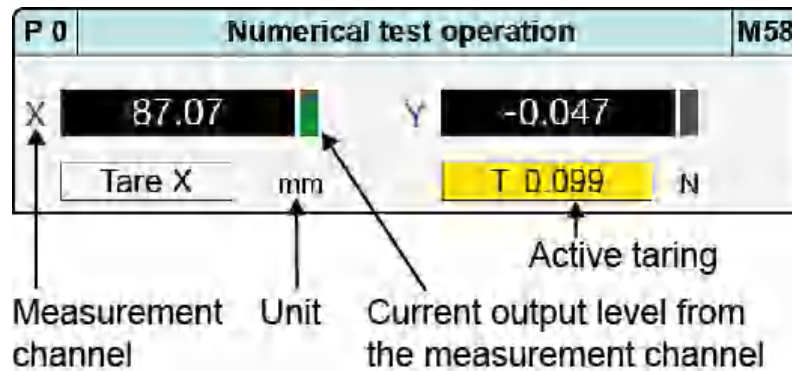 P 0 Numerical test operation M58
X 87.07 Y -0.047
Tare X mm T 0.099 N
Active taring
Measurement Unit Current output level from
channel the measurement channel